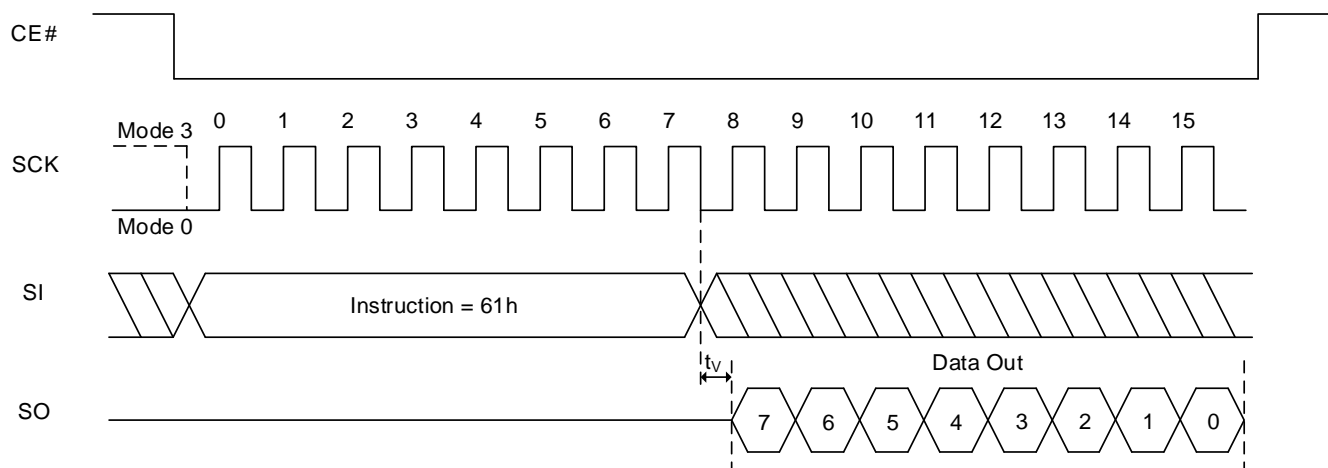 CE#
0 1 2 3 4 5 6 7 8 9 10 11 12 13 14 15
Mode 3
SCK
Mode 0
SI
Instruction = 61h
tV
Data Out
SO
7 6 5 4 3 2 1 0